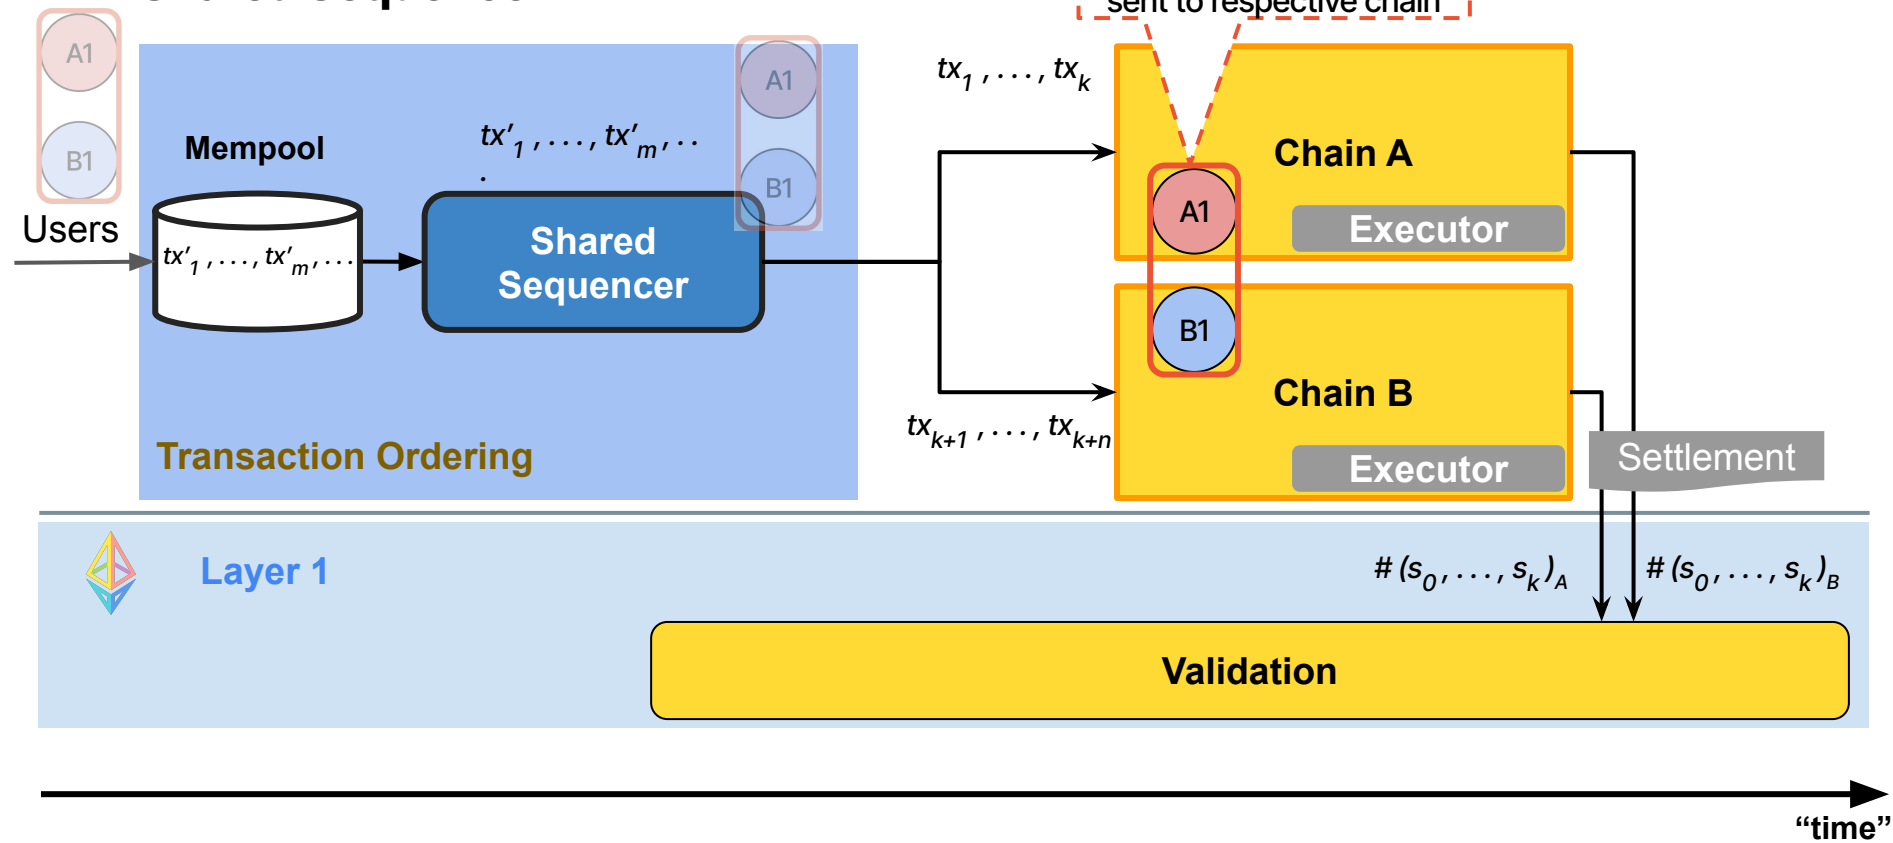 sent to respective chain
A1
B1
Users
Mempool
tx′1 , . . . , tx′m , . . .
tx′1 , . . . , tx′m , . .
.
Shared
Sequencer
A1
B1
Transaction Ordering
tx1 , . . . , txk
Chain A
A1
Executor
B1
Chain B
txk+1 , . . . , txk+n
Executor
Settlement
Layer 1
# (s0 , . . . , sk )A
# (s0 , . . . , sk )B
Validation
“time”